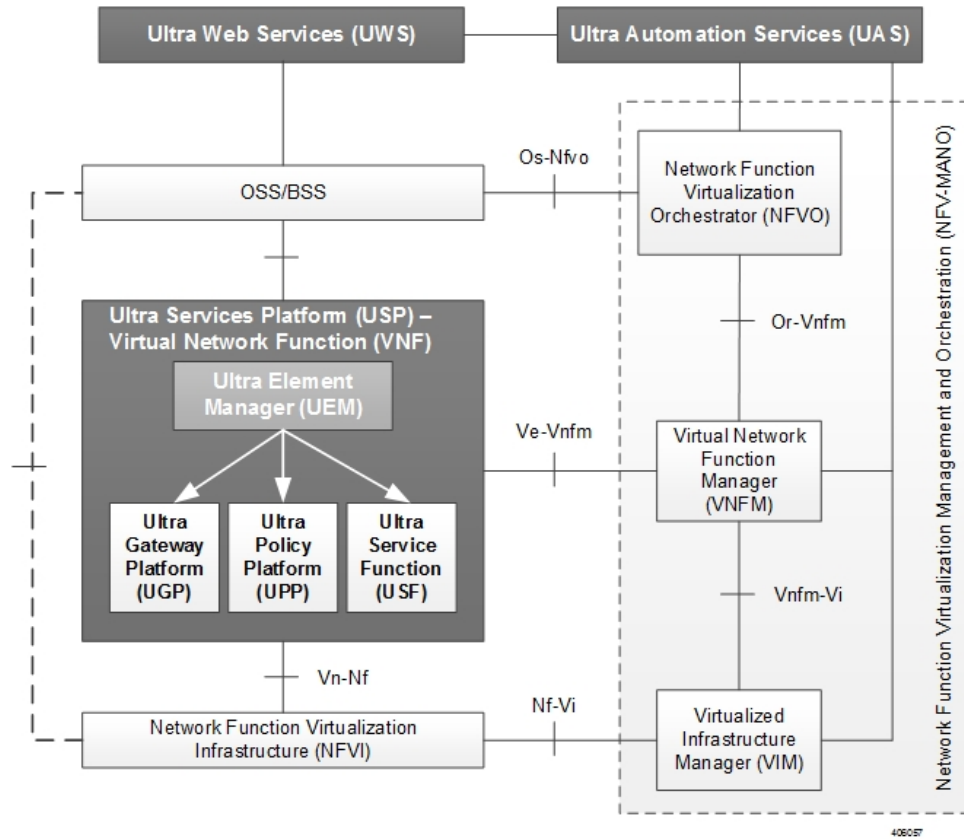 Ultra Web Services (UWS)
Ultra Automation Services (UAS)
OSS/BSS
Os-Nfvo
Network Function
Virtualization
Orchestrator (NFVO)
Ultra Services Platform (USP) –
Virtual Network Function (VNF)
Ultra Element
Manager (UEM)
Or-Vnfm
Ve-Vnfm
Virtual Network
Function
Manager
(VNFM)
Ultra
Gateway
Platform
(UGP)
Ultra
Policy
Platform
(UPP)
Ultra
Service
Function
(USF)
Vnfm-Vi
Vn-Nf
Network Function Virtualization
Infrastructure (NFVI)
Nf-Vi
Virtualized
Infrastructure
Manager (VIM)
Network Function Virtualization Management and Orchestration (NFV-MANO)
406057